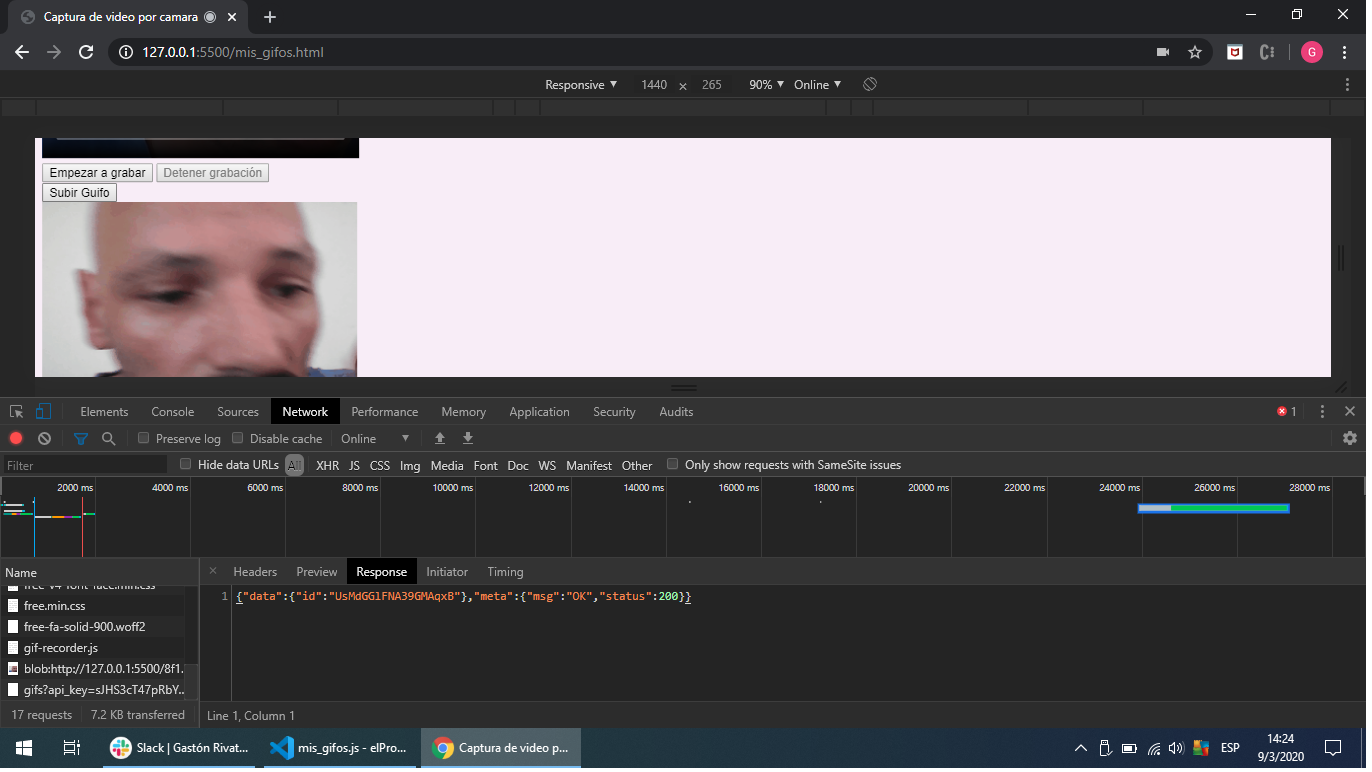 Captura de video por camara
127.0.0.1:5500/mis_gifos.html
G
Responsive 1440 × 265 90% Online
Empezar a grabar Detener grabación
Subir Guifo
Elements Console Sources Network Performance Memory Application Security Audits 1
Preserve log Disable cache Online
Filter Hide data URLs All XHR JS CSS Img Media Font Doc WS Manifest Other Only show requests with SameSite issues
2000 ms 4000 ms 6000 ms 8000 ms 10000 ms 12000 ms 14000 ms 16000 ms 18000 ms 20000 ms 22000 ms 24000 ms 26000 ms 28000 ms
Name × Headers Preview Response Initiator Timing
free-v4-font-face.min.css
1 {"data":{"id":"UsMdGGlFNA39GMAqxB"},"meta":{"msg":"OK","status":200}}
free.min.css
free-fa-solid-900.woff2
gif-recorder.js
blob:http://127.0.0.1:5500/8f1...
gifs?api_key=sJHS3cT47pRbY...
17 requests 7.2 KB transferred Line 1, Column 1
Slack | Gastón Rivat... mis_gifos.js - elPro... Captura de video p... ESP 14:24
9/3/2020